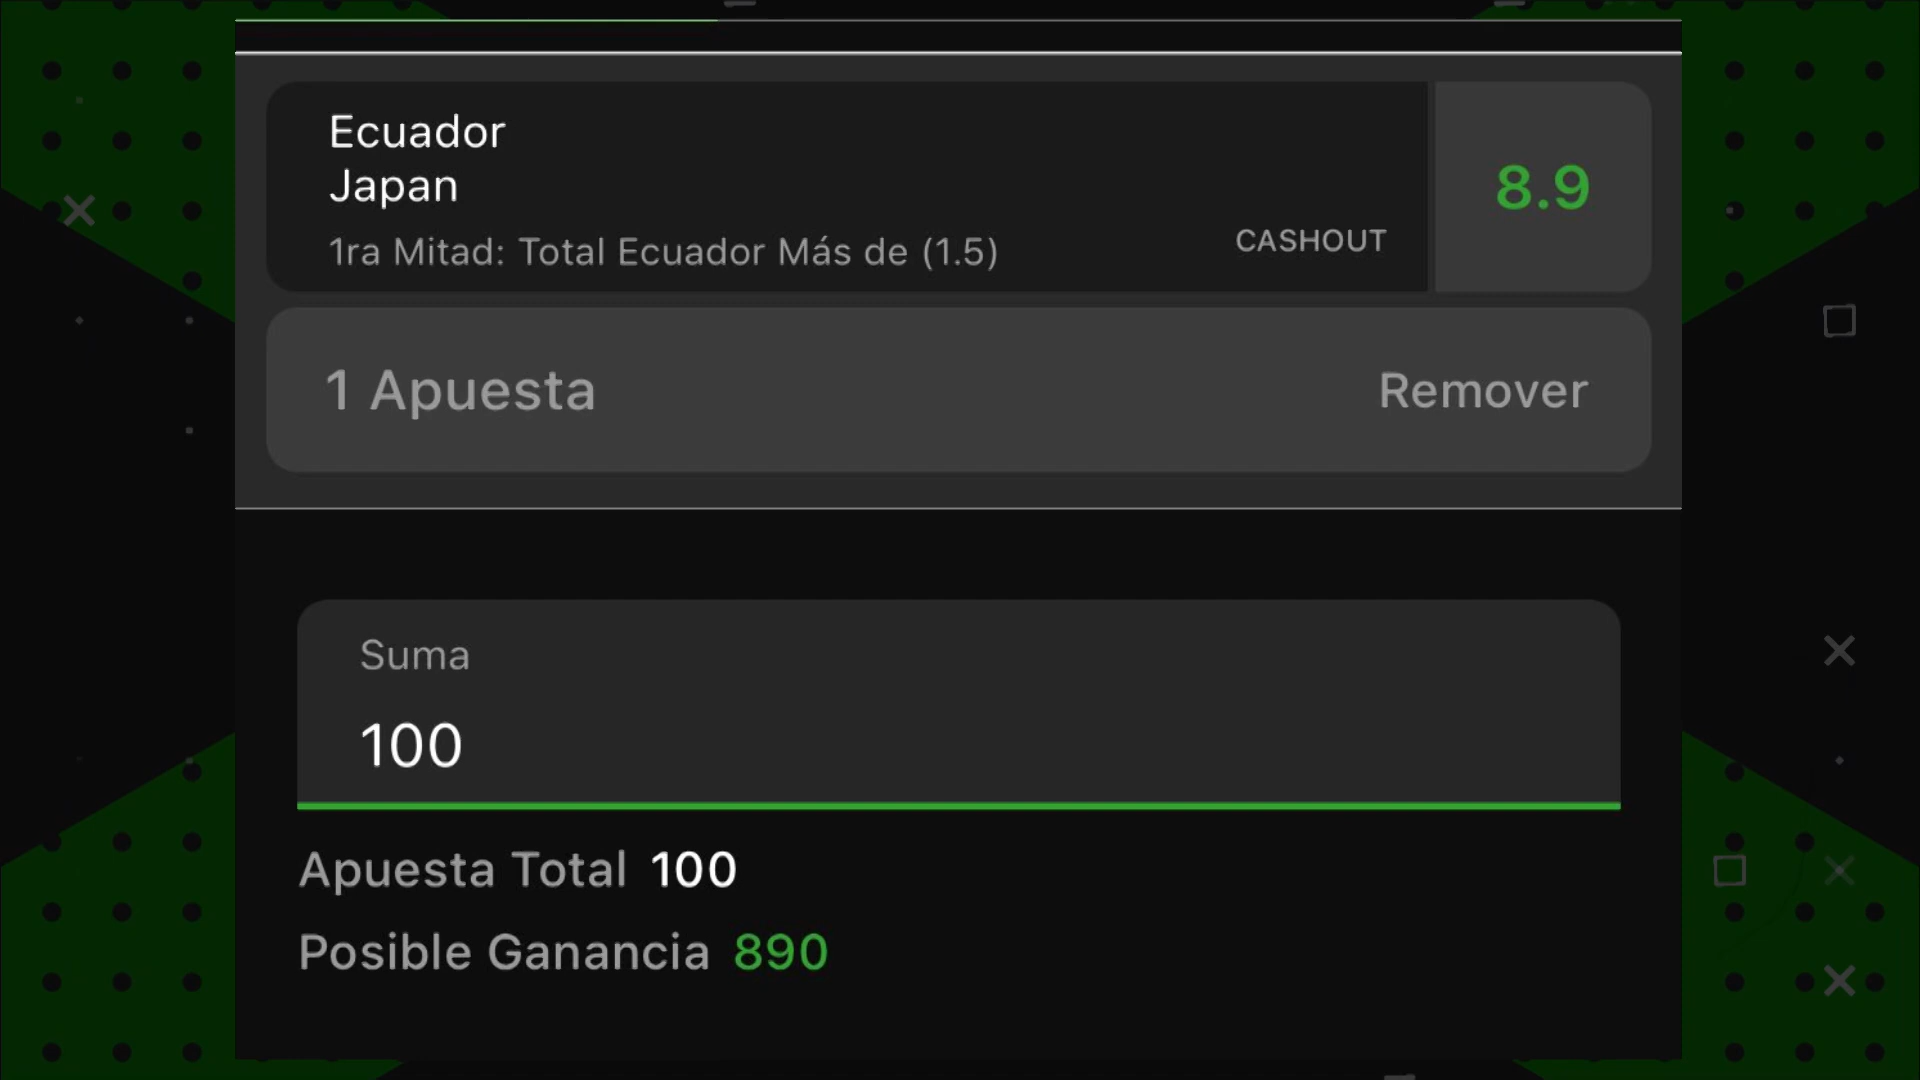 Ecuador
Japan
1ra Mitad: Total Ecuador Más de (1.5)
CASHOUT
8.9
1 Apuesta
Remover
Suma
100
Apuesta Total 100
Posible Ganancia 890